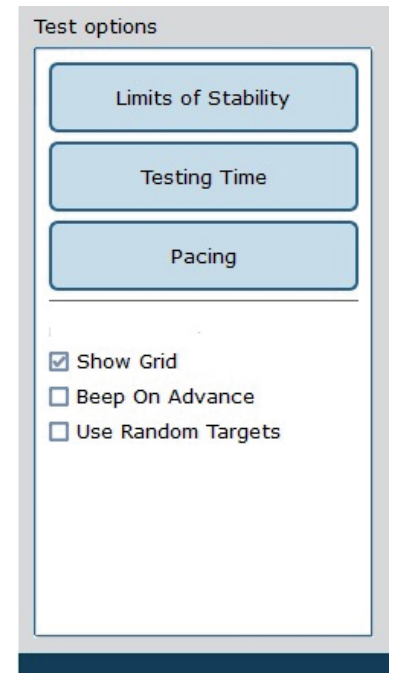 Test options
Limits of Stability
Testing Time
Pacing
Show Grid
Beep On Advance
Use Random Targets